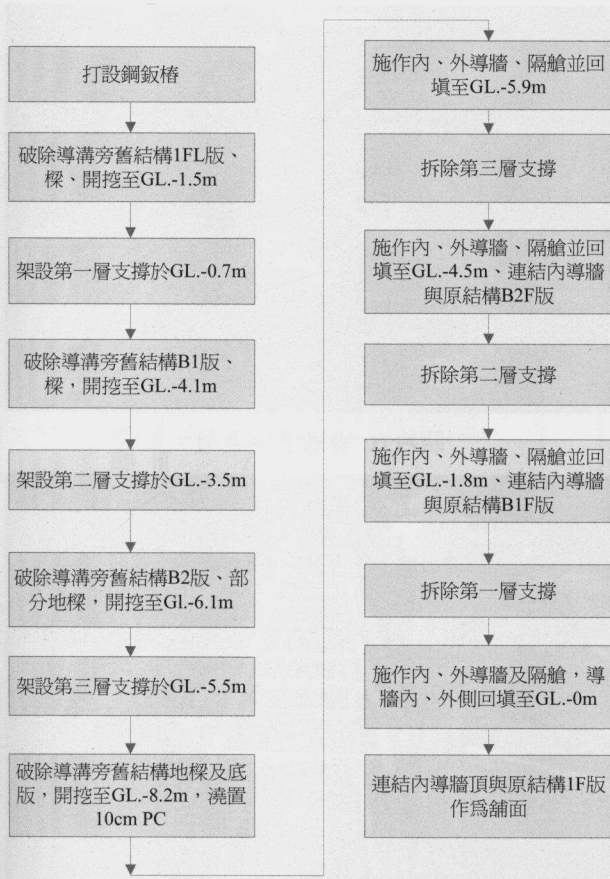 打設鋼鈑樁
破除導溝旁舊結構1FL版、
樑、開挖至GL.-1.5m
架設第一層支撐於GL.-0.7m
破除導溝旁舊結構B1版、
樑，開挖至GL.-4.1m
架設第二層支撐於GL.-3.5m
破除導溝旁舊結構B2版、部
分地樑，開挖至Gl.-6.1m
架設第三層支撐於GL.-5.5m
破除導溝旁舊結構地樑及底
版，開挖至GL.-8.2m，澆置
10cm PC
施作內、外導牆、隔艙並回
填至GL.-5.9m
拆除第三層支撐
施作內、外導牆、隔艙並回
填至GL.-4.5m、連結內導牆
與原結構B2F版
拆除第二層支撐
施作內、外導牆、隔艙並回
填至GL.-1.8m、連結內導牆
與原結構B1F版
拆除第一層支撐
施作內、外導牆及隔艙，導
牆內、外側回填至GL.-0m
連結內導牆頂與原結構1F版
作爲舖面